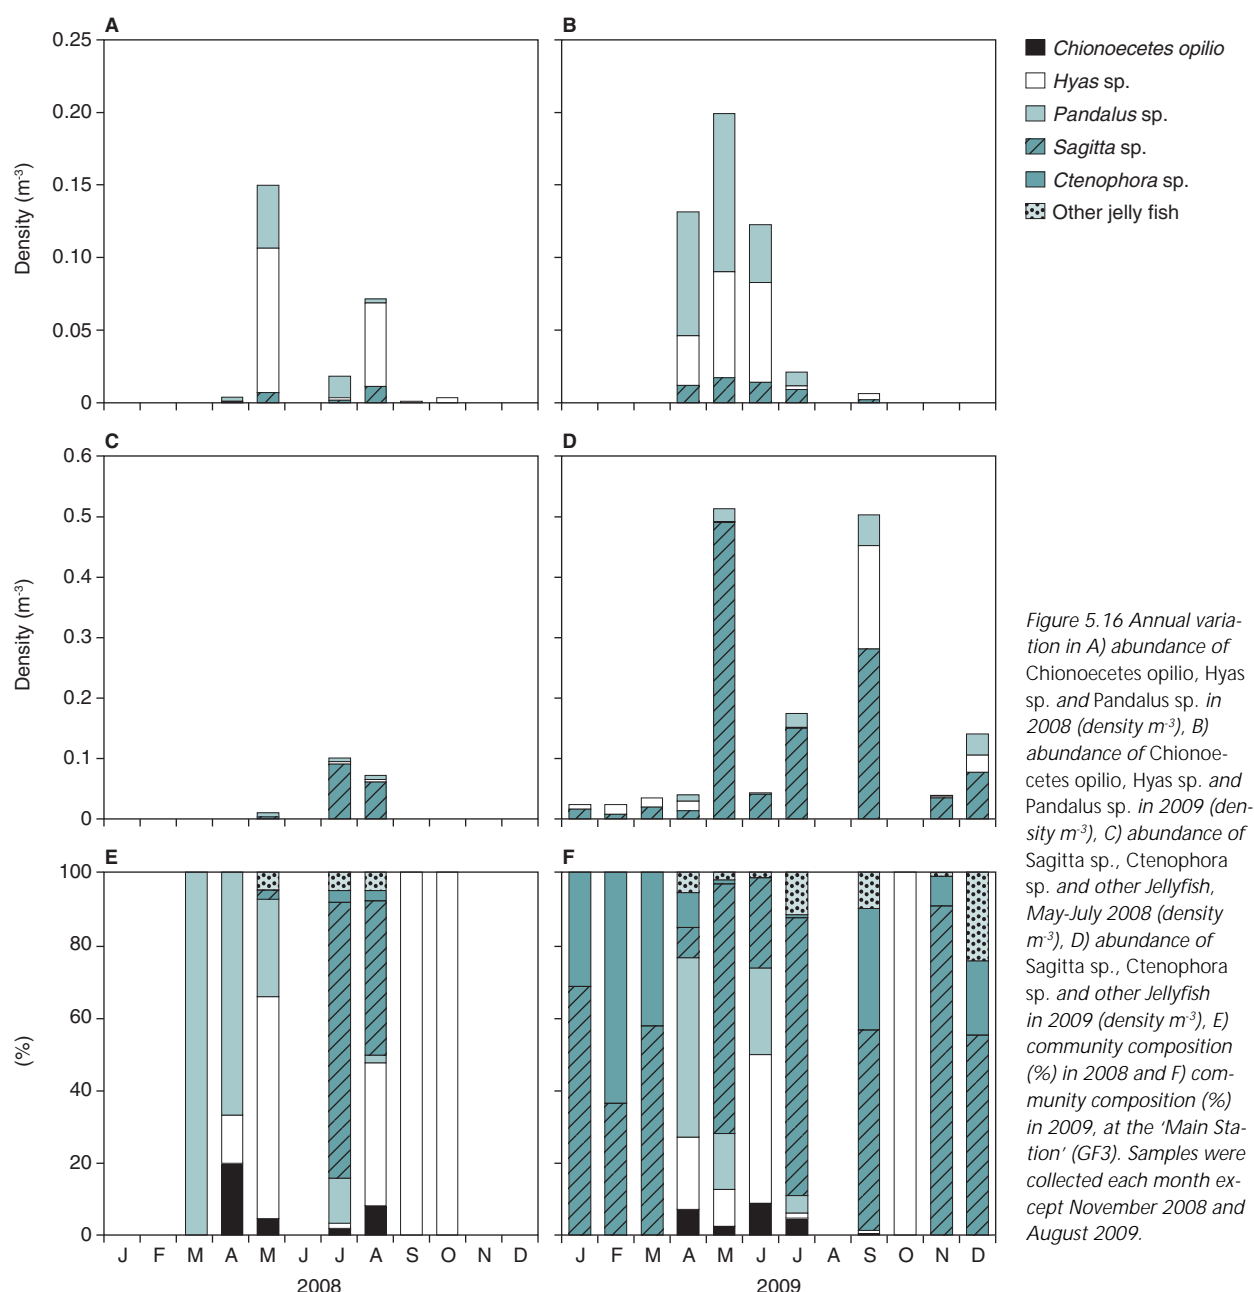 A
0.25
0.20
0.15
0.10
0.05
0
Density (m-3)
B
Chionoecetes opilio
Hyas sp.
Pandalus sp.
Sagitta sp.
Ctenophora sp.
Other jelly fish
C
0.6
0.5
0.4
0.3
0.2
0.1
0
Density (m-3)
D
E
100
80
60
40
20
0
(%)
J F M A M J J A S O N D
2008
F
J F M A M J J A S O N D
2009
Figure 5.16 Annual varia-
tion in A) abundance of
Chionoecetes opilio, Hyas
sp. and Pandalus sp. in
2008 (density m-3), B)
abundance of Chionoe-
cetes opilio, Hyas sp. and
Pandalus sp. in 2009 (den-
sity m-3), C) abundance of
Sagitta sp., Ctenophora
sp. and other Jellyfish,
May-July 2008 (density
m-3), D) abundance of
Sagitta sp., Ctenophora
sp. and other Jellyfish
in 2009 (density m-3), E)
community composition
(%) in 2008 and F) com-
munity composition (%)
in 2009, at the 'Main Sta-
tion' (GF3). Samples were
collected each month ex-
cept November 2008 and
August 2009.